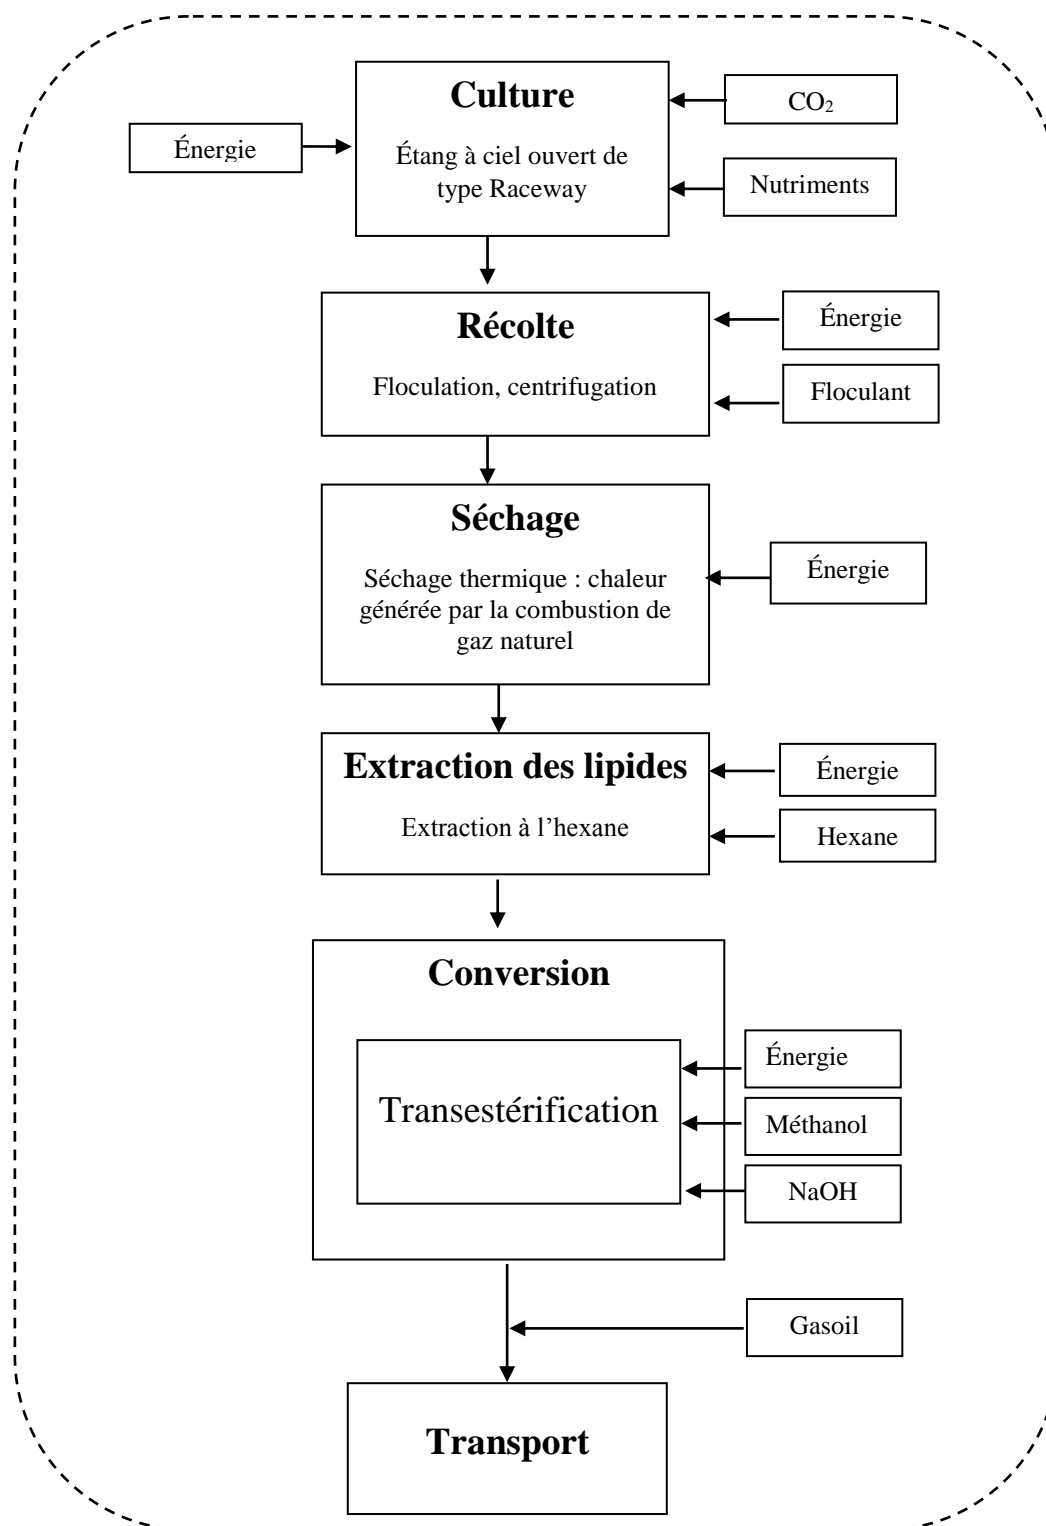 Culture
Étang à ciel ouvert de
type Raceway
CO₂
Énergie
Nutriments
Récolte
Floculation, centrifugation
Énergie
Floculant
Séchage
Séchage thermique : chaleur
générée par la combustion de
gaz naturel
Énergie
Extraction des lipides
Extraction à l’hexane
Énergie
Hexane
Conversion
Transestérification
Énergie
Méthanol
NaOH
Gasoil
Transport